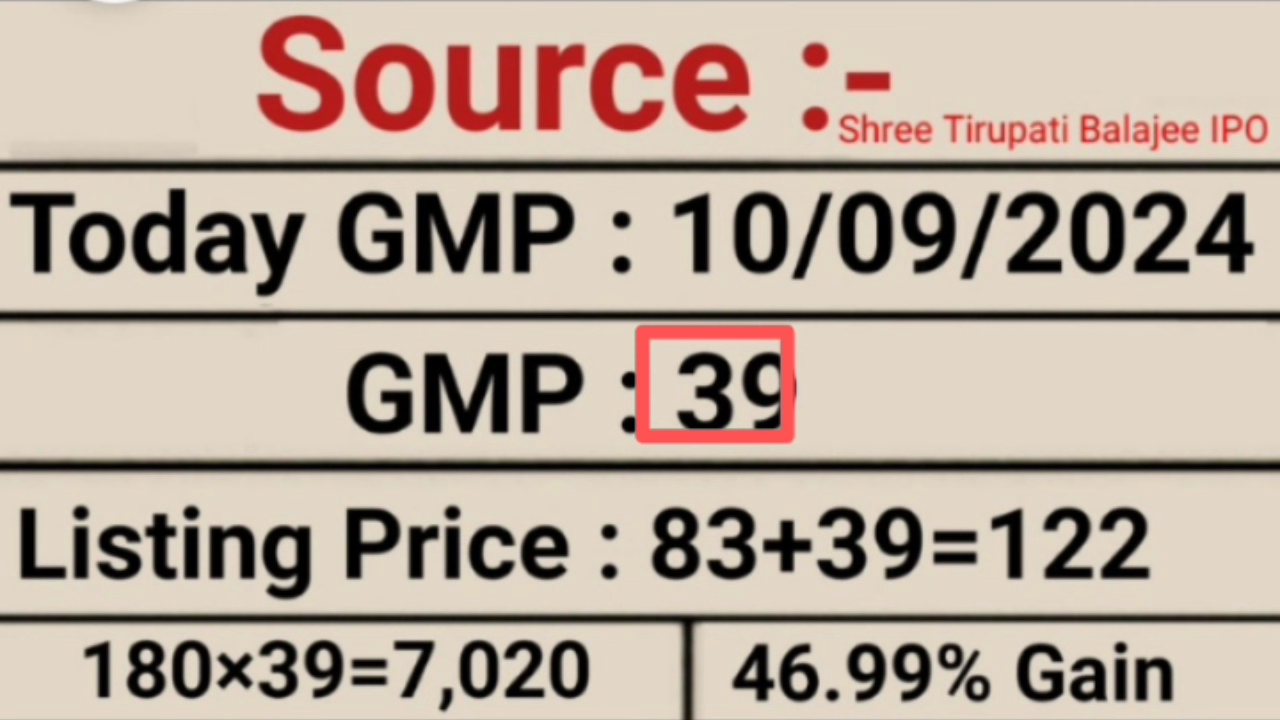 Source :-
Shree Tirupati Balajee IPO
Today GMP : 10/09/2024
GMP : 39
Listing Price : 83+39=122
180×39=7,020
46.99% Gain